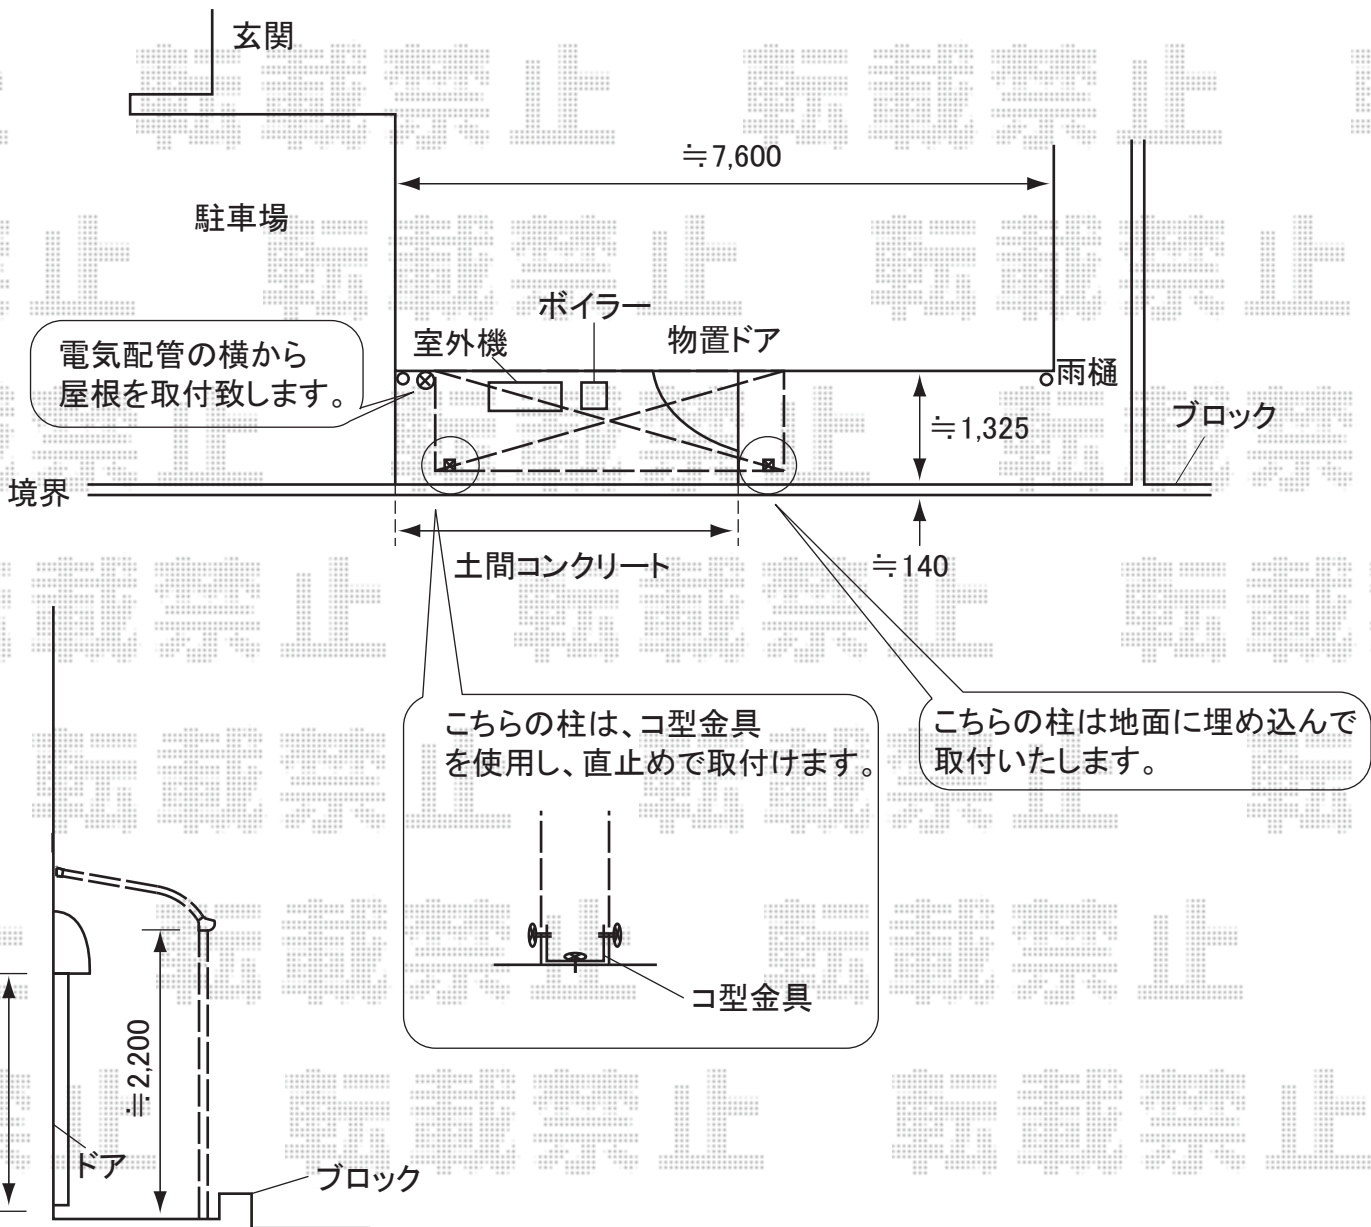 玄関
≒7,600
駐車場
ボイラー
室外機
物置ドア
電気配管の横から
屋根を取付致します。
雨樋
≒1,325
ブロック
境界
土間コンクリート
≒140
こちらの柱は、コ型金具
を使用し、直止めで取付けます。
こちらの柱は地面に埋め込んで
取付いたします。
コ型金具
≒2,200
ドア
ブロック
転載禁止